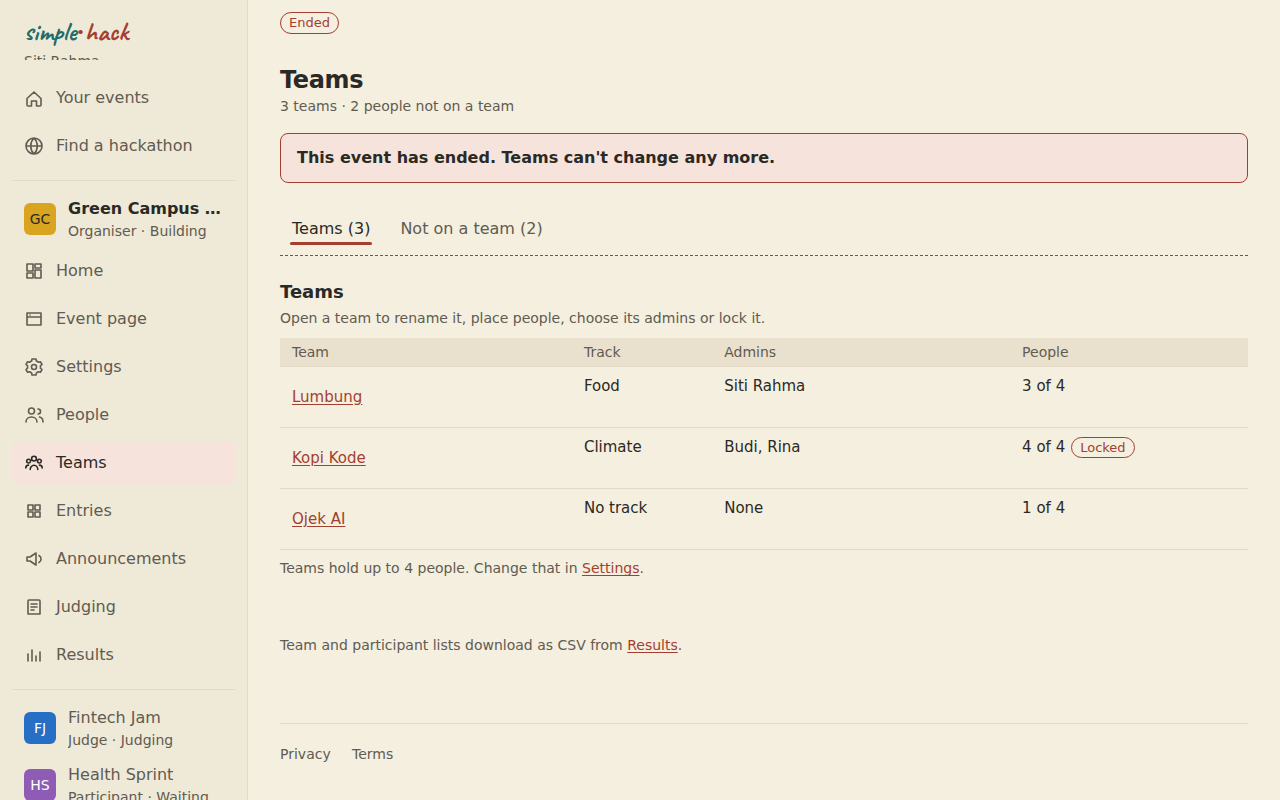 simple•hack
Siti Rahma
Your events
Find a hackathon
GC
Green Campus ...
Organiser · Building
Home
Event page
Settings
People
Teams
Entries
Announcements
Judging
Results
FJ
Fintech Jam
Judge · Judging
HS
Health Sprint
Participant · Waiting
Ended
Teams
3 teams · 2 people not on a team
This event has ended. Teams can't change any more.
Teams (3) Not on a team (2)
Teams
Open a team to rename it, place people, choose its admins or lock it.
Team Track Admins People
Lumbung Food Siti Rahma 3 of 4
Kopi Kode Climate Budi, Rina 4 of 4 Locked
Ojek AI No track None 1 of 4
Teams hold up to 4 people. Change that in Settings.
Team and participant lists download as CSV from Results.
Privacy Terms